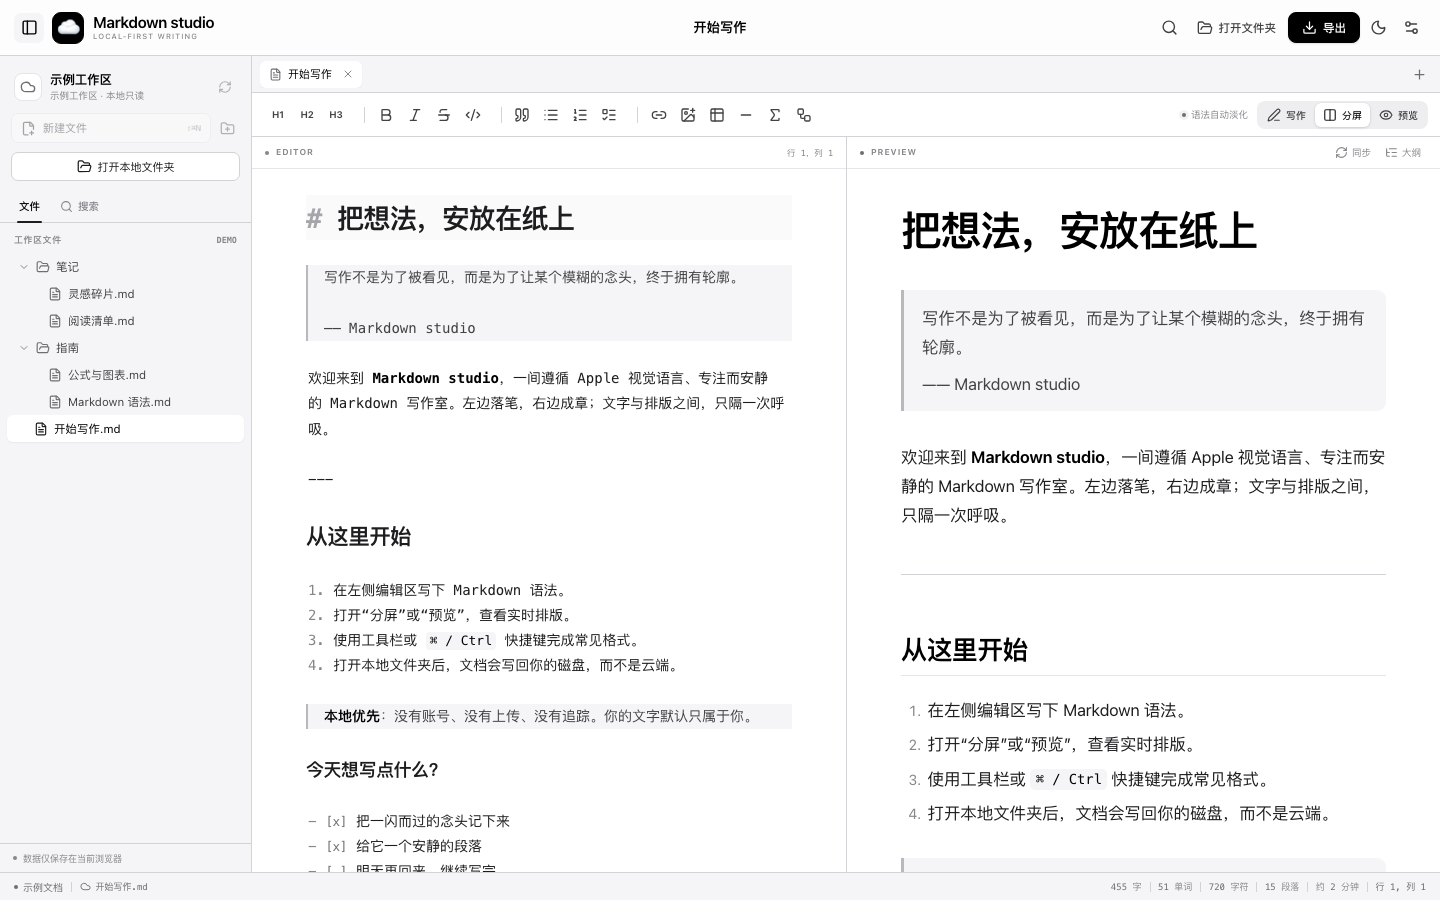 Markdown studio
LOCAL-FIRST WRITING
开始写作
打开文件夹
导出
示例工作区
示例工作区 · 本地只读
新建文件
打开本地文件夹
文件
搜索
工作区文件
DEMO
笔记
灵感碎片.md
阅读清单.md
指南
公式与图表.md
Markdown 语法.md
开始写作.md
数据仅保存在当前浏览器
开始写作
H1 H2 H3
语法自动淡化
写作
分屏
预览
EDITOR
行 1, 列 1
# 把想法，安放在纸上
写作不是为了被看见，而是为了让某个模糊的念头，终于拥有轮廓。
—— Markdown studio
欢迎来到 Markdown studio，一间遵循 Apple 视觉语言、专注而安静
的 Markdown 写作室。左边落笔，右边成章；文字与排版之间，只隔一次呼
吸。
---
从这里开始
1. 在左侧编辑区写下 Markdown 语法。
2. 打开“分屏”或“预览”，查看实时排版。
3. 使用工具栏或 ⌘ / Ctrl 快捷键完成常见格式。
4. 打开本地文件夹后，文档会写回你的磁盘，而不是云端。
本地优先：没有账号、没有上传、没有追踪。你的文字默认只属于你。
今天想写点什么？
- [x] 把一闪而过的念头记下来
- [x] 给它一个安静的段落
- [ ] 明天再回来，继续写完
PREVIEW
同步
大纲
把想法，安放在纸上
写作不是为了被看见，而是为了让某个模糊的念头，终于拥有
轮廓。
—— Markdown studio
欢迎来到 Markdown studio，一间遵循 Apple 视觉语言、专注而安
静的 Markdown 写作室。左边落笔，右边成章；文字与排版之间，
只隔一次呼吸。
从这里开始
1. 在左侧编辑区写下 Markdown 语法。
2. 打开“分屏”或“预览”，查看实时排版。
3. 使用工具栏或 ⌘ / Ctrl 快捷键完成常见格式。
4. 打开本地文件夹后，文档会写回你的磁盘，而不是云端。
示例文档
开始写作.md
455 字
51 单词
720 字符
15 段落
约 2 分钟
行 1, 列 1